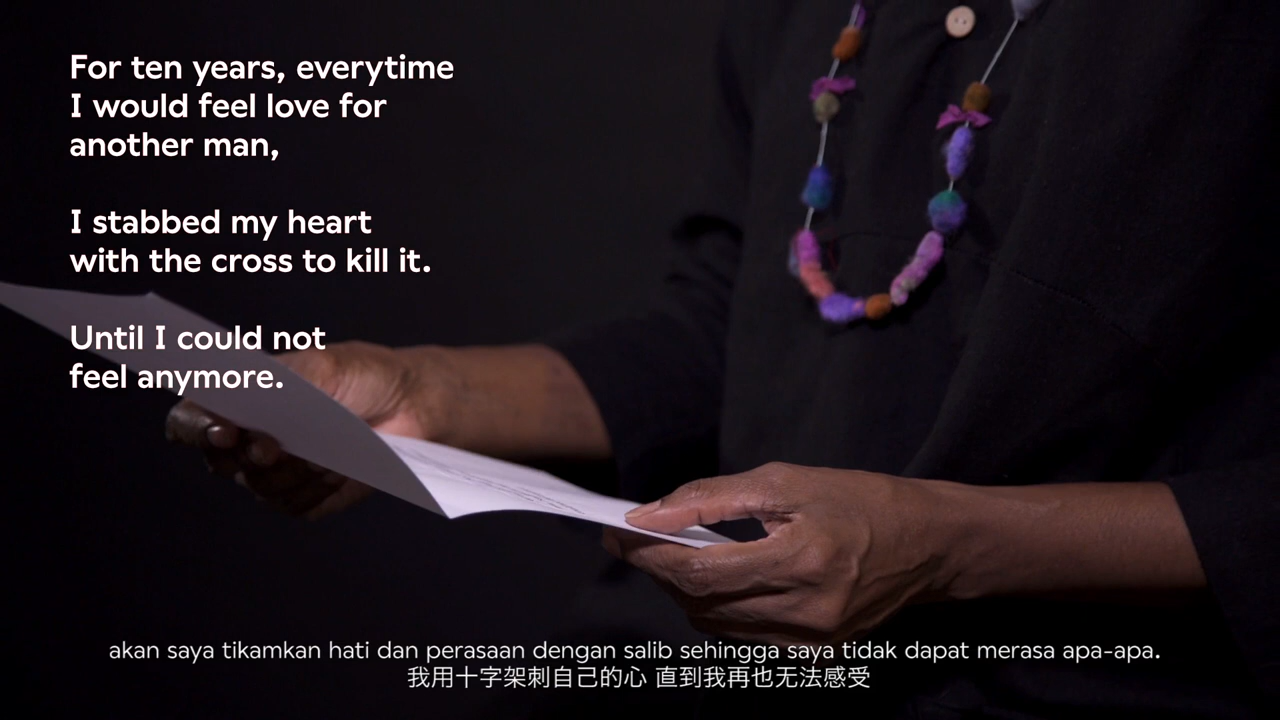 For ten years, everytime
I would feel love for
another man,
I stabbed my heart
with the cross to kill it.
Until I could not
feel anymore.
akan saya tikamkan hati dan perasaan dengan salib sehingga saya tidak dapat merasa apa-apa.
我用十字架刺自己的心 直到我再也无法感受